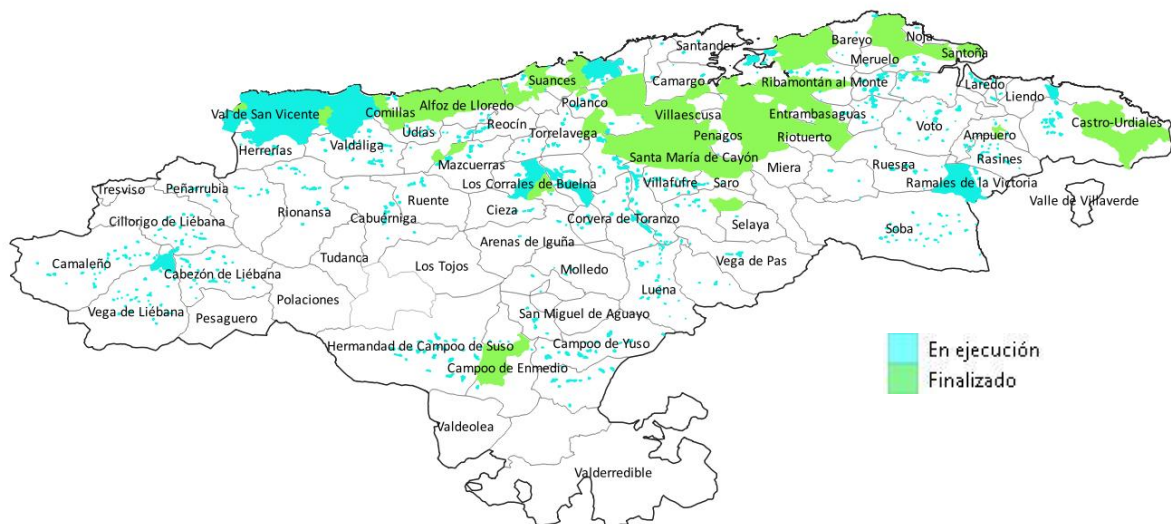 Noja
Bareyo
Santander
Meruelo
Santoña
Suances
Camargo
Ribamontán al Monte
Laredo
Liendo
Polanco
Alfoz de Lloredo
Comillas
Val de San Vicente
Villaescusa
Entrambasaguas
Castro-Urdiales
Reocín
Torrelavega
Udías
Penagos
Riotuerto
Voto
Ampuero
Herrerías
Valdáliga
Mazcuerras
Santa María de Cayón
Miera
Ruesga
Rasines
Tresviso
Peñarrubia
Los Corrales de Buelna
Villafufre
Saro
Ramales de la Victoria
Valle de Villaverde
Ruente
Cieza
Rionansa
Cabuérniga
Cillorigo de Liébana
Corvera de Toranzo
Selaya
Soba
Arenas de Iguña
Tudanca
Camaleño
Cabezón de Liébana
Los Tojos
Molledo
Vega de Pas
Luena
Polaciones
Vega de Liébana
Pesaguero
San Miguel de Aguayo
Hermandad de Campoo de Suso
Campoo de Yuso
Campoo de Enmedio
En ejecución
Finalizado
Valdeolea
Valderredible